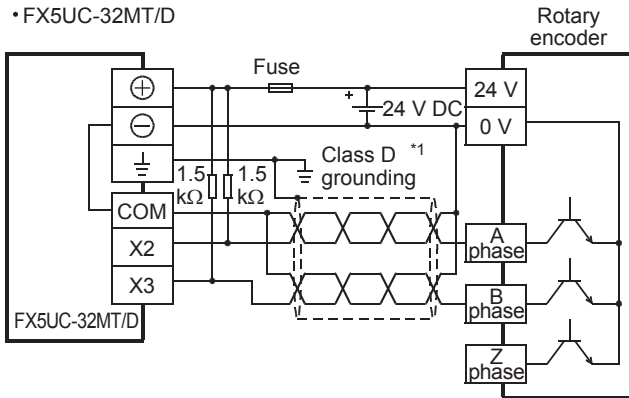 • FX5UC-32MT/D
Rotary
encoder
Fuse
24 V
24 V DC
0 V
Class D *1
grounding
1.5
kΩ
1.5
kΩ
COM
X2
X3
A
phase
B
phase
Z
phase
FX5UC-32MT/D